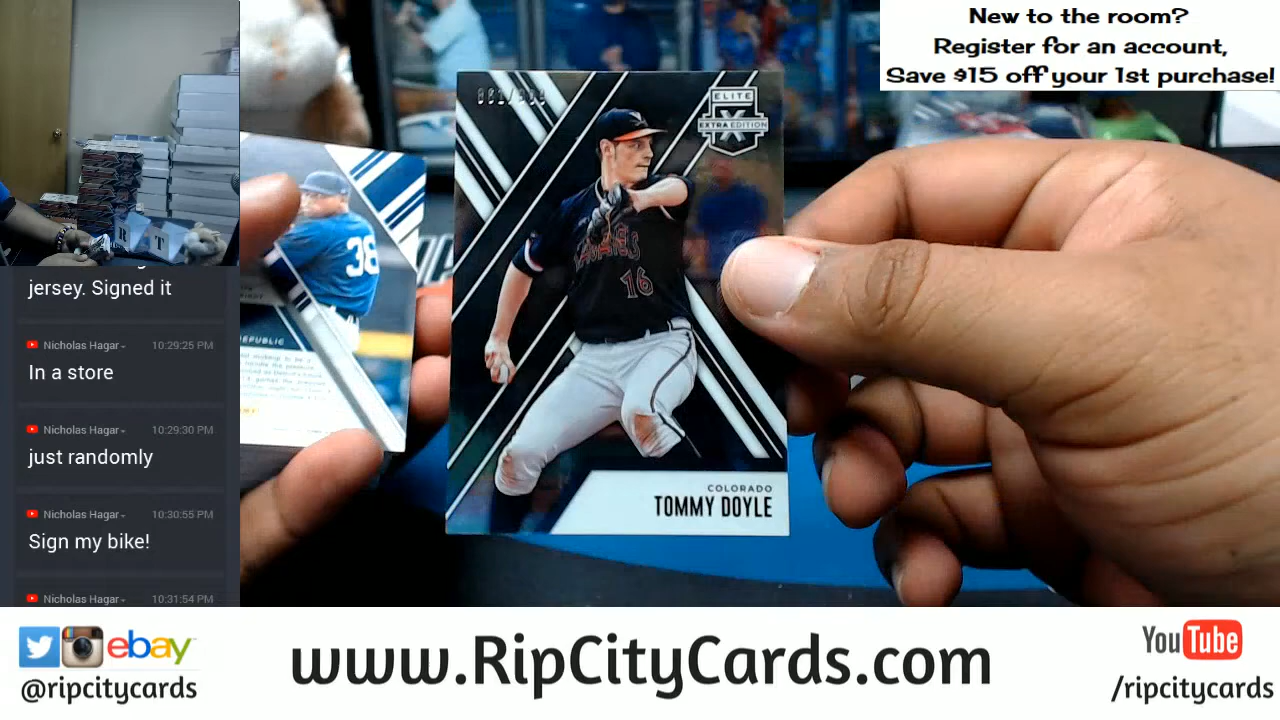 New to the room?
Register for an account,
Save $15 off your 1st purchase!
jersey. Signed it
Nicholas Hagar 10:29:25 PM
In a store
Nicholas Hagar 10:29:30 PM
just randomly
Nicholas Hagar 10:30:55 PM
Sign my bike!
Nicholas Hagar 10:31:54 PM
R T
38
REPUBLIC
ELITE
X
EXTRA EDITION
16
COLORADO
TOMMY DOYLE
ebay
@ripcitycards
www.RipCityCards.com
YouTube
/ripcitycards